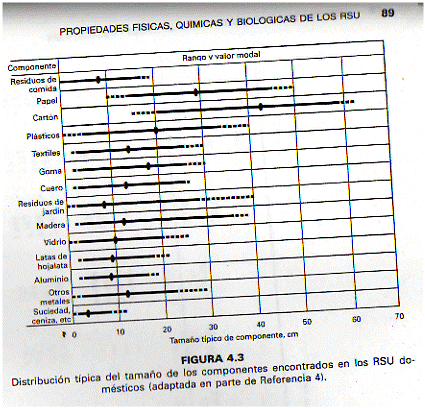 PROPIEDADES FISICAS, QUIMICAS Y BIOLOGICAS DE LOS RSU 89
Componente Rango y valor modal
Residuos de
comida
Papel
Cartón
Plásticos
Textiles
Goma
Cuero
Residuos de
jardín
Madera
Vidrio
Latas de
hojalata
Aluminio
Otros
metales
Suciedad,
ceniza, etc
0 10 20 30 40 50 60 70
Tamaño típico de componente, cm
FIGURA 4.3
Distribución típica del tamaño de los componentes encontrados en los RSU do-
mésticos (adaptada en parte de Referencia 4).